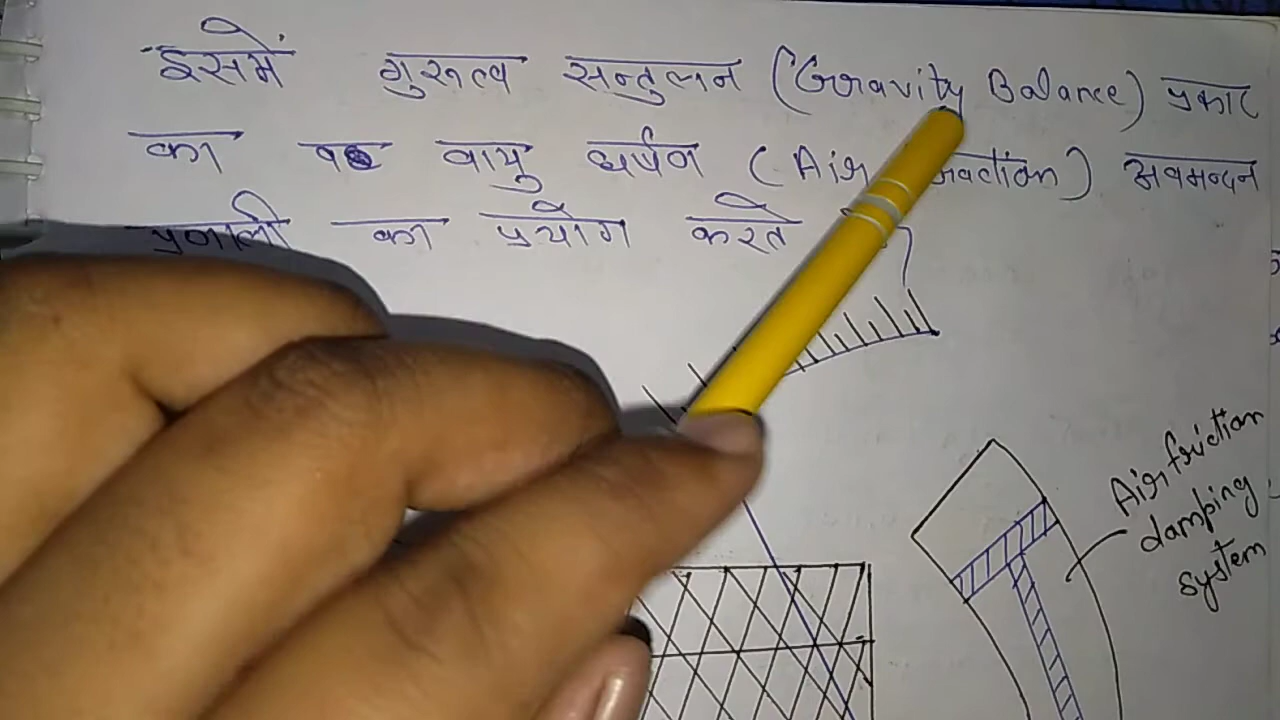 इसमें गुरुत्व सन्तुलन (Gravity Balance) प्रकार
का व वायु घर्षण (Air) अवमन्दन
प्रणाली का प्रयोग करते
Air friction
damping
system